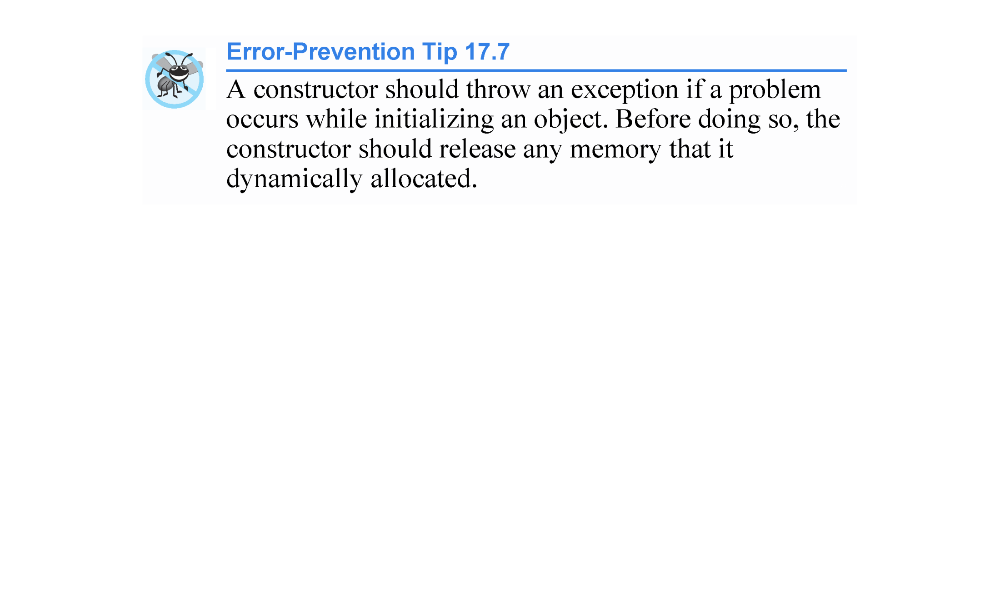 Error-Prevention Tip 17.7
A constructor should throw an exception if a problem
occurs while initializing an object. Before doing so, the
constructor should release any memory that it
dynamically allocated.